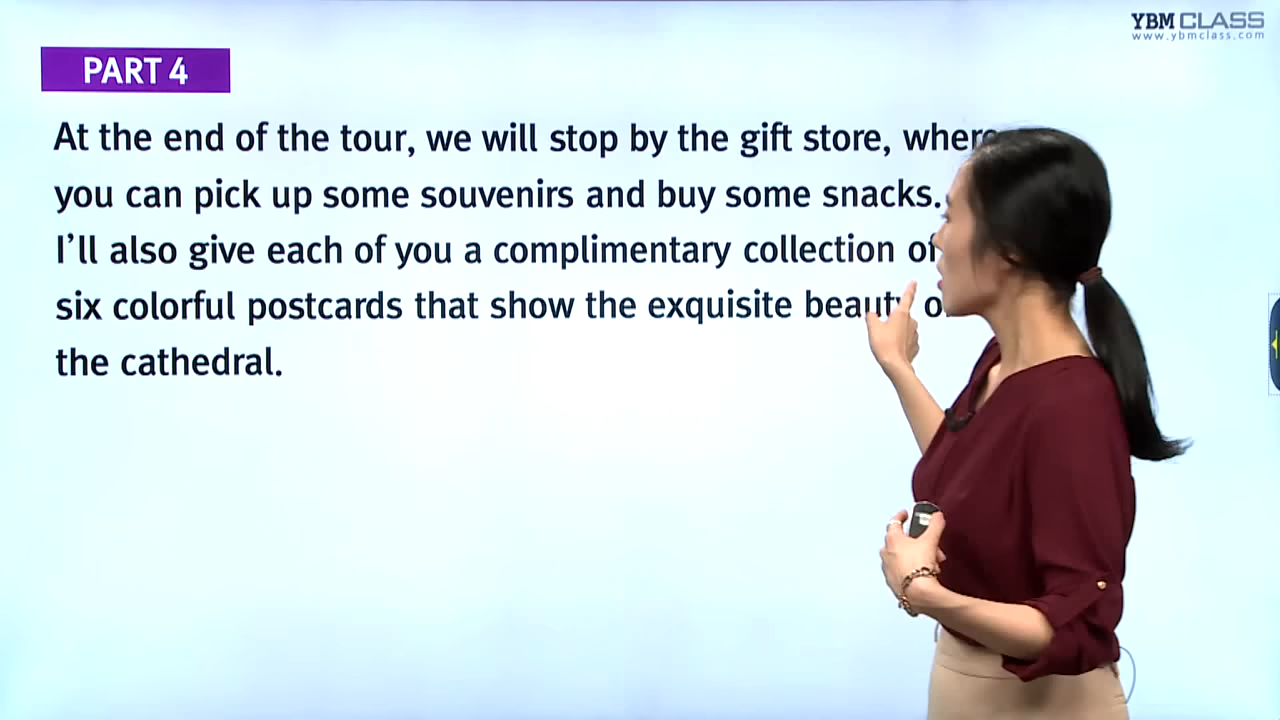 YBM CLASS
www.ybmclass.com
PART 4
At the end of the tour, we will stop by the gift store, where
you can pick up some souvenirs and buy some snacks.
I'll also give each of you a complimentary collection of
six colorful postcards that show the exquisite beauty
the cathedral.